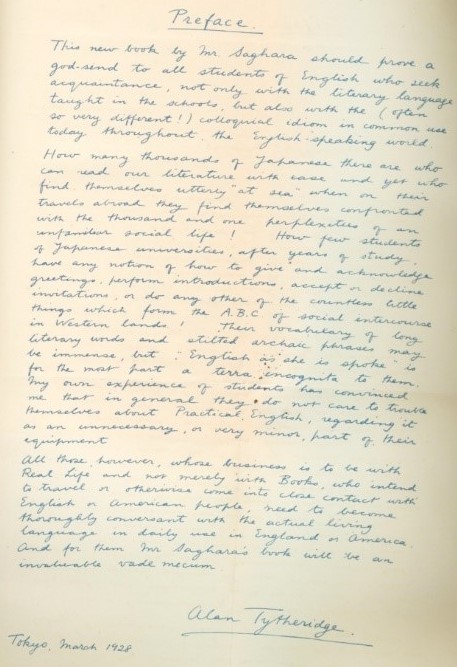 Preface.
This new book by Mr. Saghara should prove a
god-send to all students of English who seek
acquaintance, not only with the literary language
taught in the schools, but also with the (often
so very different!) colloquial idiom in common use
today throughout the English-speaking world.
How many thousands of Japanese there are who
can read our literature with ease and yet who
find themselves utterly "at sea" when on their
travels abroad they find themselves confronted
with the thousand and one perplexities of an
unfamiliar social life! How few students
of Japanese universities, after years of study,
have any notion of how to give and acknowledge
greetings, perform introductions, accept or decline
invitations, or do any other of the countless little
things which form the A.B.C. of social intercourse
in Western lands! Their vocabulary of long
literary words and stilted archaic phrases may
be immense, but "English as she is spoke" is
for the most part a terra incognita to them.
My own experience of students has convinced
me that in general they do not care to trouble
themselves about Practical English, regarding it
as an unnecessary, or very minor, part of their
equipment
All those, however, whose business is to be with
Real Life and not merely with Books, who intend
to travel or otherwise come into close contact with
English or American people, need to become
thoroughly conversant with the actual living
language in daily use in England or America.
And for them Mr Saghara's book will be an
invaluable vade mecum
Alan Tytheridge.
Tokyo, March 1928